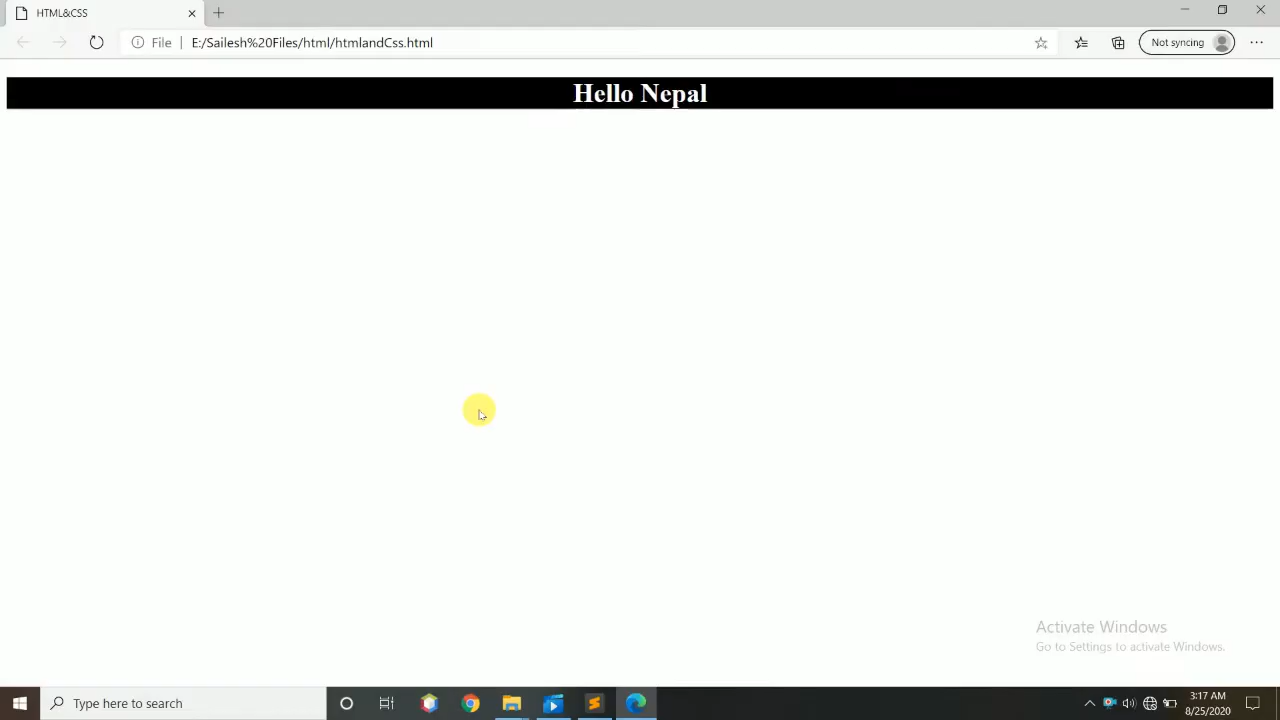 HTML&CSS
File
E:/Sailesh%20Files/html/htmlandCss.html
Not syncing
Hello Nepal
Activate Windows
Go to Settings to activate Windows.
Type here to search
3:17 AM
8/25/2020